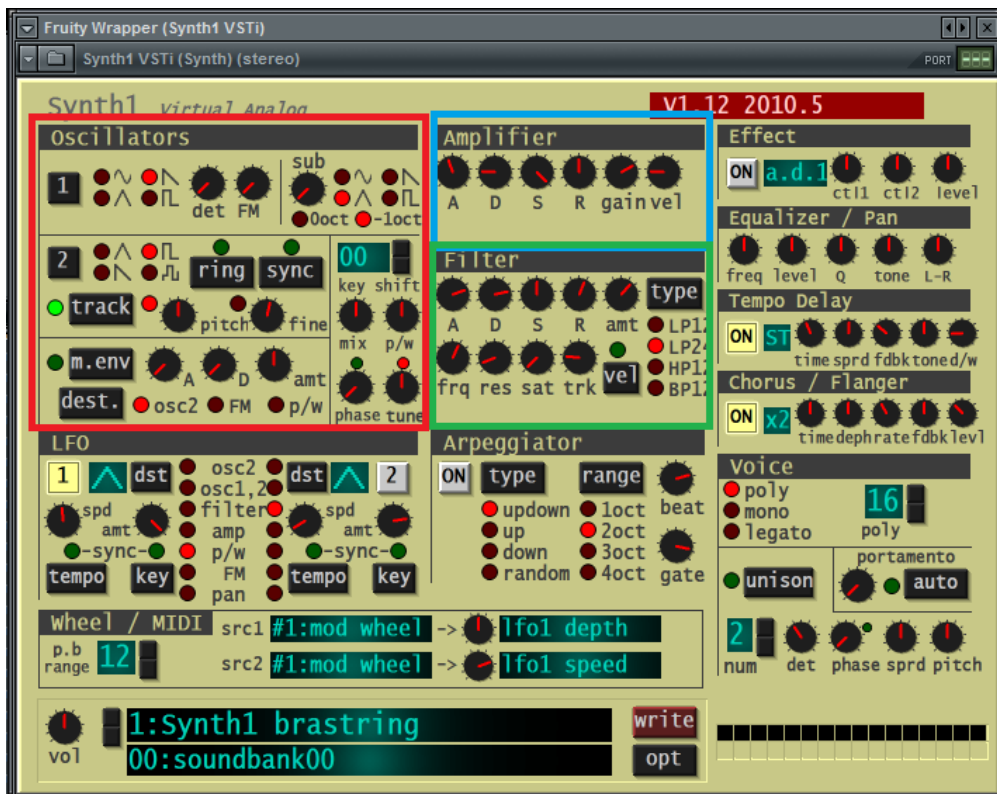 Fruity Wrapper (Synth1 VSTi)
Synth1 VSTi (Synth) (stereo)
PORT
Synth1 Virtual Analog
V1.12 2010.5
Oscillators
1
det FM
sub
0oct -1oct
2
ring sync
track
pitch fine
00
key shift
mix p/w
m.env
A D amt
dest.
osc2 FM p/w
phase tune
Amplifier
A D S R gain vel
Filter
A D S R amt
type
LP12
LP24
HP12
BP12
frq res sat trk
vel
Effect
ON a.d.1
ctl1 ctl2 level
Equalizer / Pan
freq level Q tone L-R
Tempo Delay
ON ST
time sprd fdbk tone d/w
Chorus / Flanger
ON x2
time deph rate fdbk levl
LFO
1 dst
spd
amt
sync
tempo key
osc2
osc1,2
filter
amp
p/w
FM
pan
dst 2
spd
amt
sync
tempo key
Arpeggiator
ON type range
updown
up
down
random
1oct
2oct
3oct
4oct
beat
gate
Voice
poly
mono
legato
16
poly
unison
portamento
auto
2
num det phase sprd pitch
Wheel / MIDI
p.b
range
12
src1 #1:mod wheel -> lfo1 depth
src2 #1:mod wheel -> lfo1 speed
vol
1:Synth1 brastring
00:soundbank00
write
opt